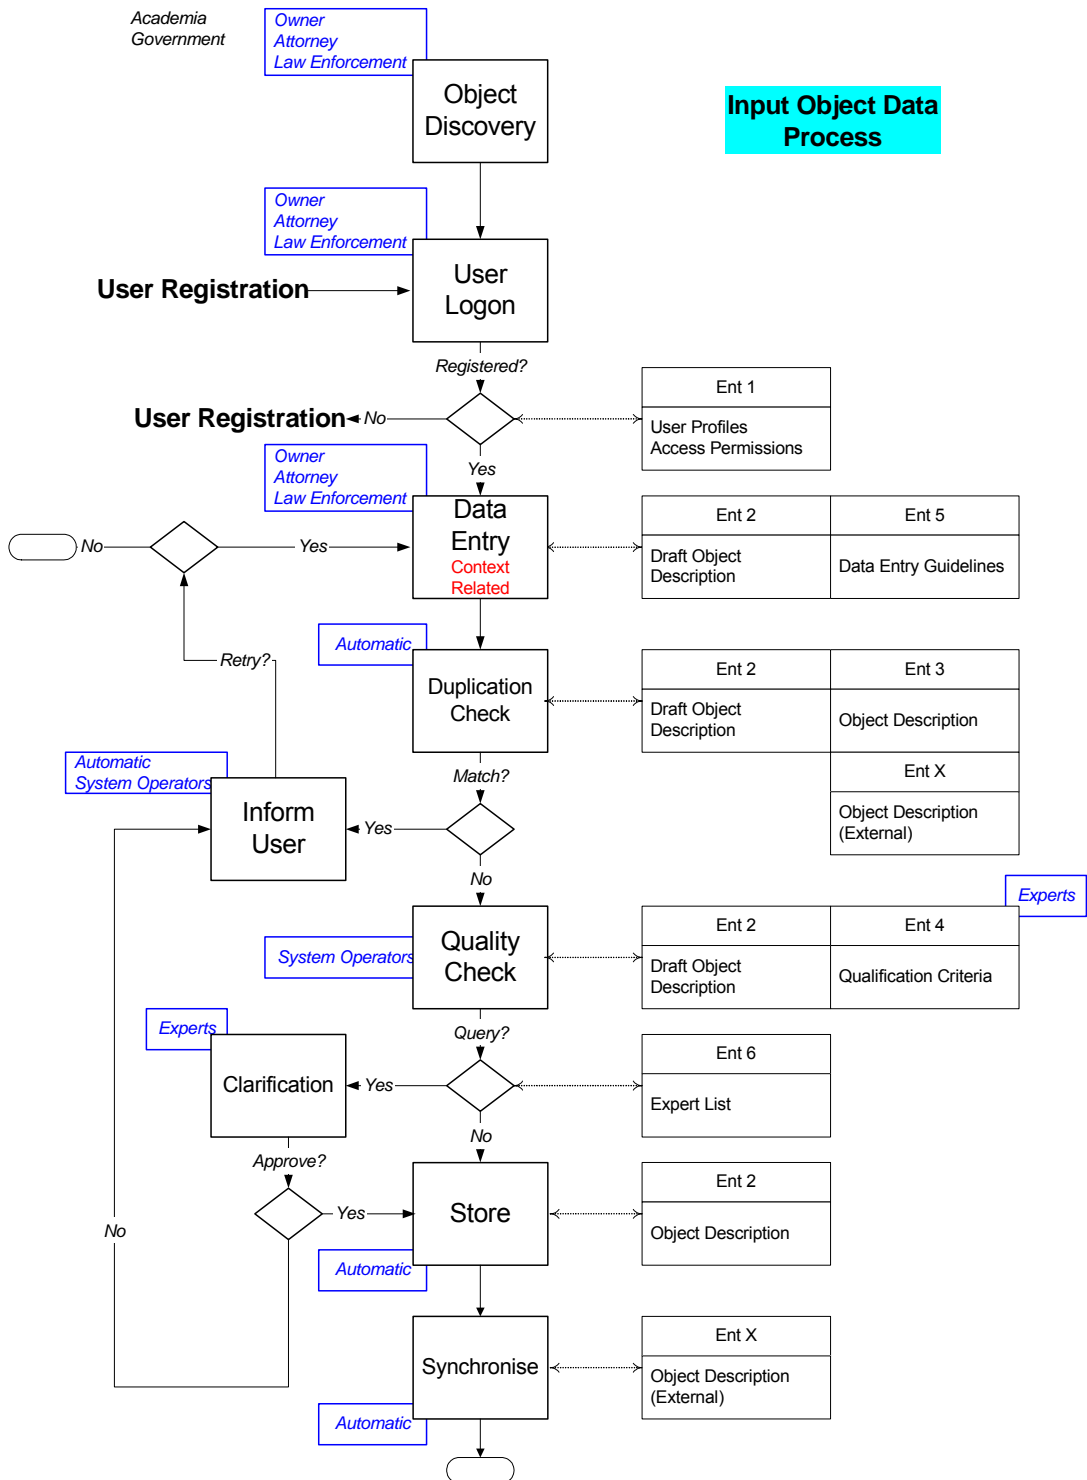 Academia
Government
Owner
Attorney
Law Enforcement
Object
Discovery
Input Object Data
Process
Owner
Attorney
Law Enforcement
User
Logon
User Registration
Registered?
Ent 1
User Profiles
Access Permissions
User Registration
No
Yes
Owner
Attorney
Law Enforcement
Data
Entry
Context
Related
No
Yes
Ent 2
Ent 5
Draft Object
Description
Data Entry Guidelines
Automatic
Retry?
Duplication
Check
Ent 2
Ent 3
Draft Object
Description
Object Description
Ent X
Object Description
(External)
Automatic
System Operators
Match?
Inform
User
Yes
No
Experts
System Operators
Quality
Check
Ent 2
Ent 4
Draft Object
Description
Qualification Criteria
Experts
Query?
Clarification
Yes
Ent 6
Expert List
No
Approve?
Yes
No
Store
Ent 2
Object Description
Automatic
Synchronise
Ent X
Object Description
(External)
Automatic